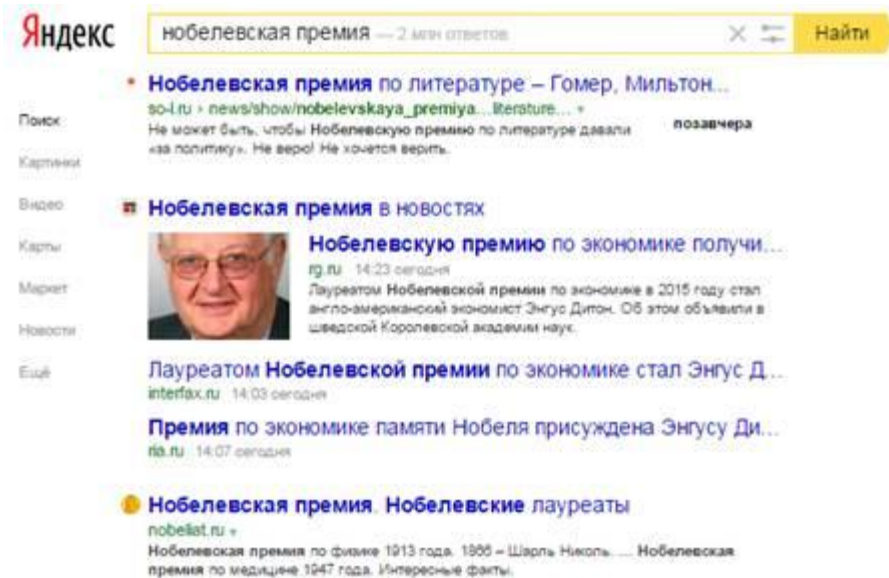 Яндекс
нобелевская премия — 2 млн ответов
Найти
Поиск
Картинки
Видео
Карты
Маркет
Новости
Ещё
Нобелевская премия по литературе – Гомер, Мильтон...
so-l.ru › news/show/nobelevskaya_premiya...literature...
Не может быть, чтобы Нобелевскую премию по литературе давали
«за политику». Не верю! Не хочется верить.
позавчера
Нобелевская премия в новостях
Нобелевскую премию по экономике получи...
rg.ru 14:23 сегодня
Лауреатом Нобелевской премии по экономике в 2015 году стал
англо-американский экономист Энгус Дитон. Об этом объявили в
шведской Королевской академии наук.
Лауреатом Нобелевской премии по экономике стал Энгус Д...
interfax.ru 14:03 сегодня
Премия по экономике памяти Нобеля присуждена Энгусу Ди...
ria.ru 14:07 сегодня
Нобелевская премия. Нобелевские лауреаты
nobeliat.ru
Нобелевская премия по физике 1913 года. 1866 – Шарль Николь. ... Нобелевская
премия по медицине 1947 года. Интересные факты.